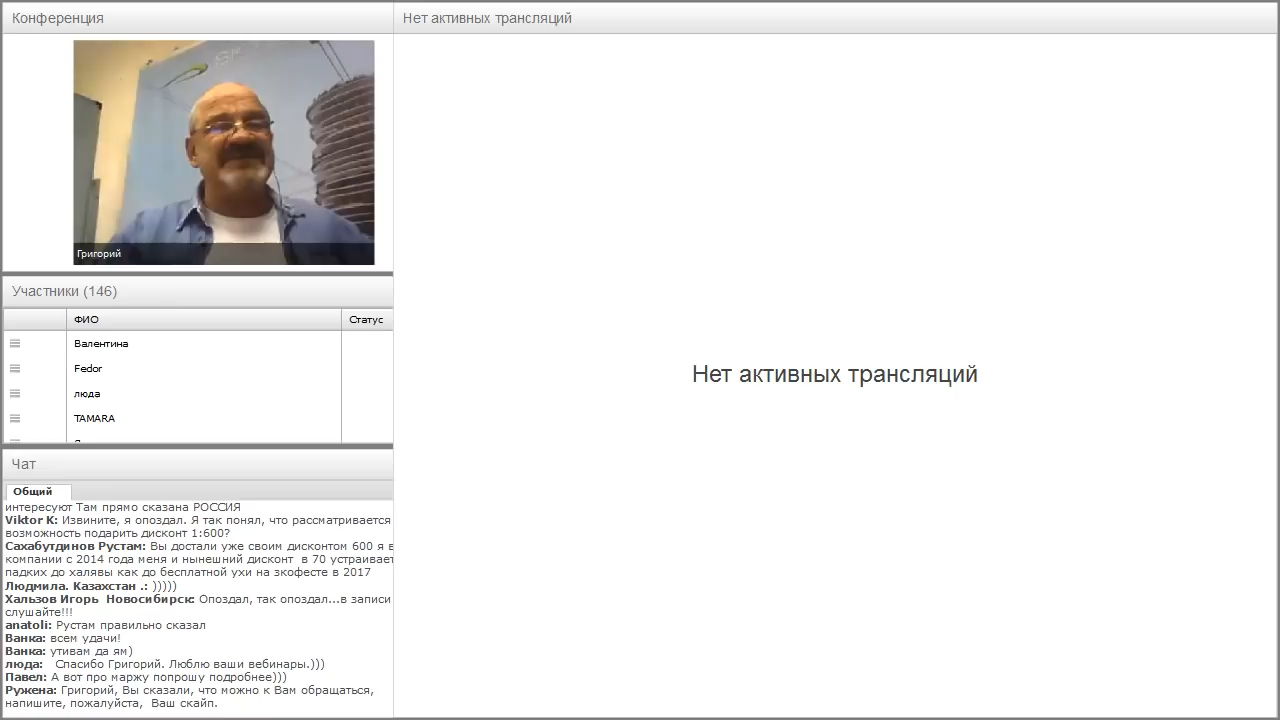 Конференция
Нет активных трансляций
Григорий
Участники (146)
ФИО
Статус
Валентина
Fedor
люда
TAMARA
Чат
Общий
интересуют Там прямо сказана РОССИЯ
Viktor K: Извините, я опоздал. Я так понял, что рассматривается
возможность подарить дисконт 1:600?
Сахабутдинов Рустам: Вы достали уже своим дисконтом 600 я в
компании с 2014 года меня и нынешний дисконт в 70 устраивает
падких до халявы как до бесплатной ухи на экофесте в 2017
Людмила. Казахстан .: )))))
Хальзов Игорь Новосибирск: Опоздал, так опоздал...в записи
слушайте!!!
anatoli: Рустам правильно сказал
Ванка: всем удачи!
Ванка: утивам да ям)
люда: Спасибо Григорий. Люблю ваши вебинары.)))
Павел: А вот про маржу попрошу подробнее)))
Ружена: Григорий, Вы сказали, что можно к Вам обращаться,
напишите, пожалуйста, Ваш скайп.
Нет активных трансляций